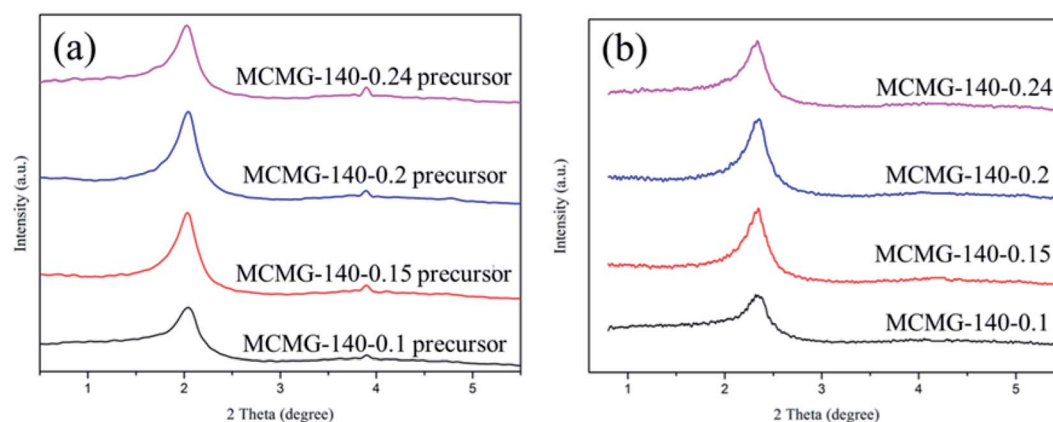 (a)
MCMG-140-0.24 precursor
MCMG-140-0.2 precursor
MCMG-140-0.15 precursor
MCMG-140-0.1 precursor
Intensity (a.u.)
1 2 3 4 5
2 Theta (degree)
(b)
MCMG-140-0.24
MCMG-140-0.2
MCMG-140-0.15
MCMG-140-0.1
Intensity (a.u.)
1 2 3 4 5
2 Theta (degree)